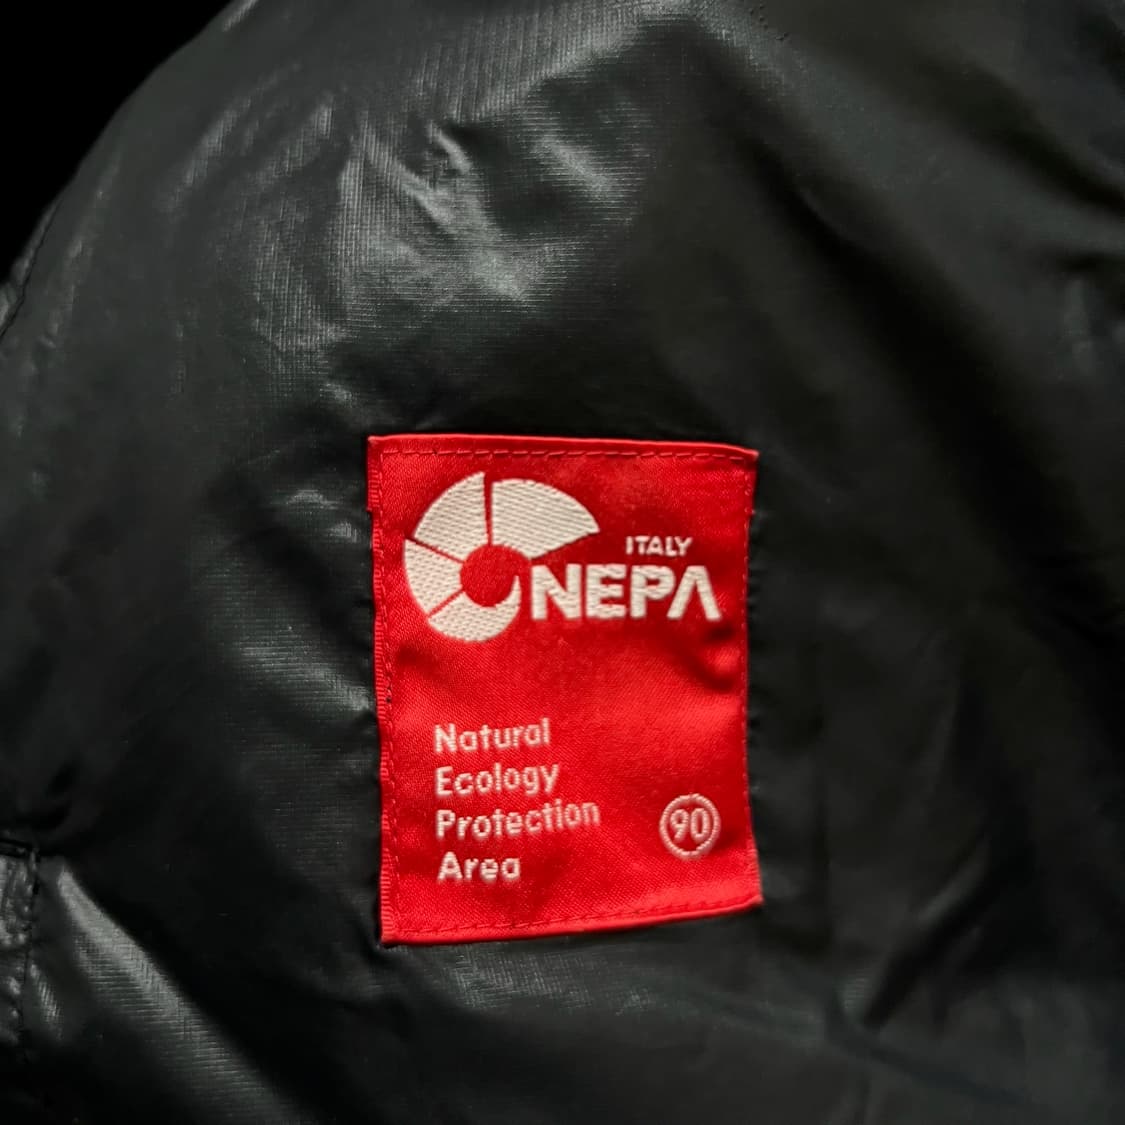 ITALY
NEPA
Natural
Ecology
Protection
Area
90